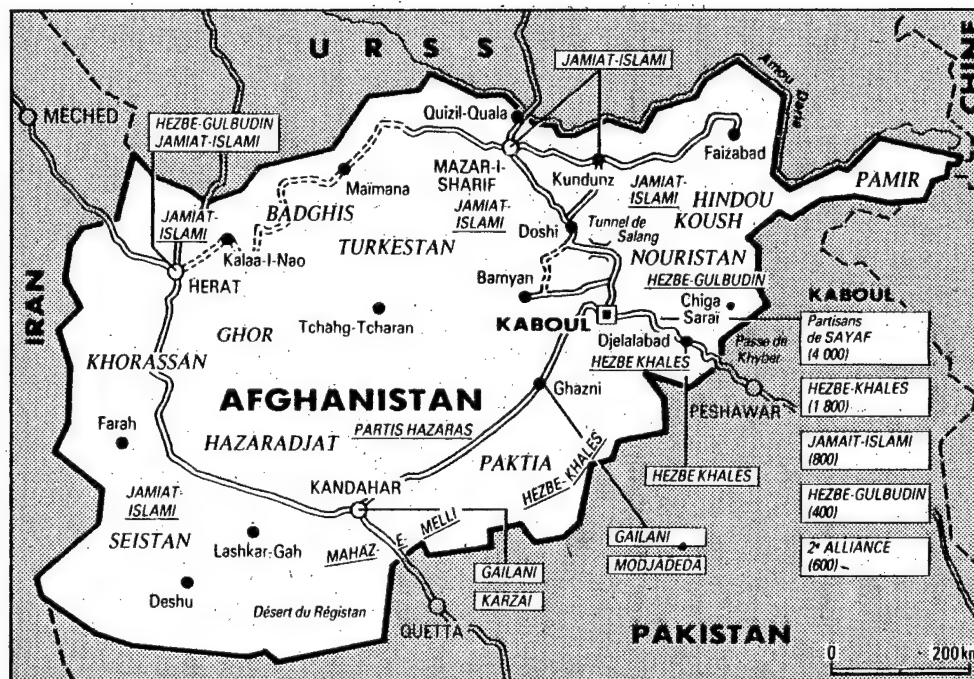 URSS
CHINE
JAMIAT-ISLAMI
Amou
Daria
MECHED
HEZBE-GULBUDIN
JAMIAT-ISLAMI
Quizil-Quala
Faizabad
PAMIR
MAZAR-I-
SHARIF
Kundunz
Maïmana
JAMIAT-
ISLAMI
HINDOU
KOUSH
BADGHIS
JAMIAT-
ISLAMI
JAMIAT-
ISLAMI
Doshi
Tunnel de
Salang
TURKESTAN
Kalaa-I-Nao
NOURISTAN
HERAT
Bamyan
HEZBE-GULBUDIN
IRAN
Chiga
Saraï
KABOUL
Tchahg-Tcharan
KABOUL
GHOR
Partisans
de SAYAF
(4 000)
Djelalabad
Passe de
Khyber
KHORASSAN
HEZBE KHALES
Ghazni
PESHAWAR
HEZBE-KHALES
(1 800)
AFGHANISTAN
Farah
HAZARADJAT
PARTIS HAZARAS
JAMAIT-ISLAMI
(800)
PAKTIA
HEZBE-KHALES
HEZBE KHALES
KANDAHAR
HEZBE-GULBUDIN
(400)
JAMIAT-
ISLAMI
SEISTAN
Lashkar-Gah
MAHAZ-E-MELLI
GAILANI
MODJADEDA
2e ALLIANCE
(600)
GAILANI
KARZAI
Deshu
Désert du Régistan
QUETTA
PAKISTAN
0 200 km